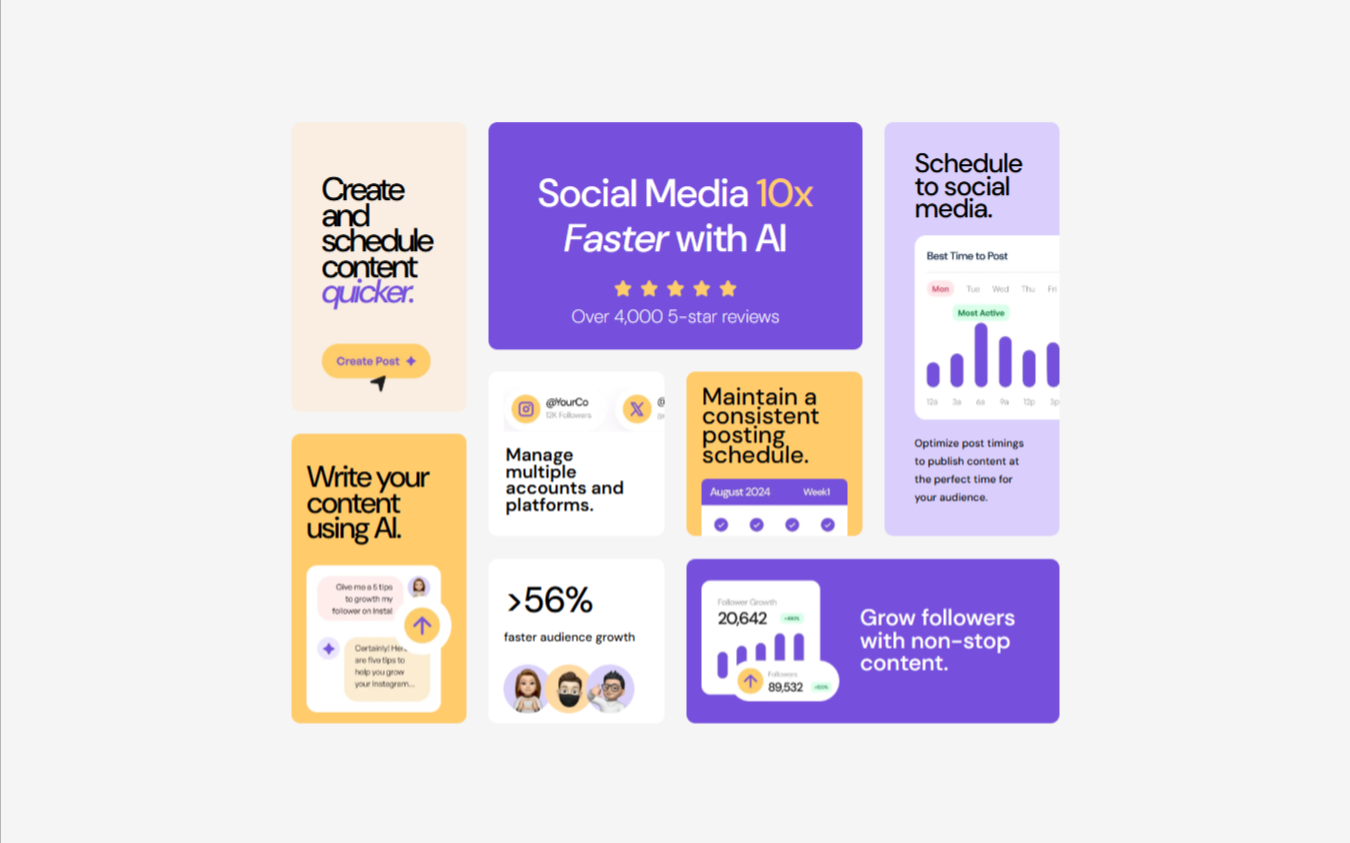 Create
and
schedule
content
quicker.
Create Post
Write your
content
using AI.
Give me a 5 tips
to growth my
follower on Insta!
Certainly! Here
are five tips to
help you grow
your Instagram...
Social Media 10x
Faster with AI
Over 4,000 5-star reviews
@YourCo
12K Followers
@
Manage
multiple
accounts and
platforms.
Maintain a
consistent
posting
schedule.
August 2024 Week1
>56%
faster audience growth
Schedule
to social
media.
Best Time to Post
Mon Tue Wed Thu Fri
Most Active
12a 3a 6a 9a 12p 3p
Optimize post timings
to publish content at
the perfect time for
your audience.
Follower Growth
20,642
Followers
89,532
Grow followers
with non-stop
content.